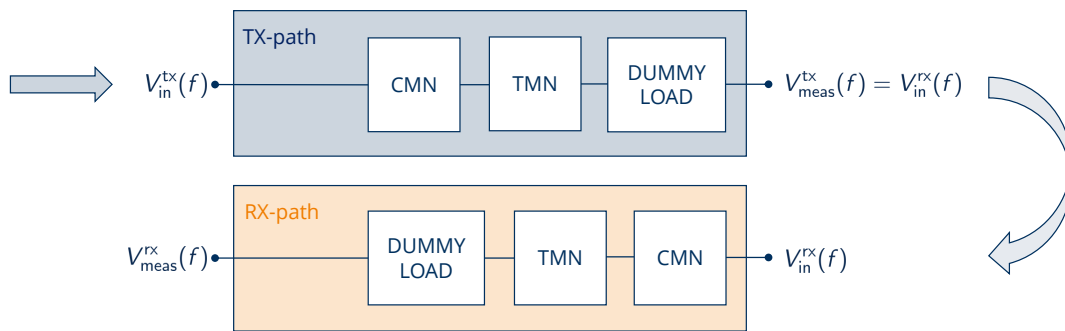 TX-path
V_in^tx(f)
CMN
TMN
DUMMY
LOAD
V_meas^tx(f) = V_in^rx(f)
RX-path
V_meas^rx(f)
DUMMY
LOAD
TMN
CMN
V_in^rx(f)